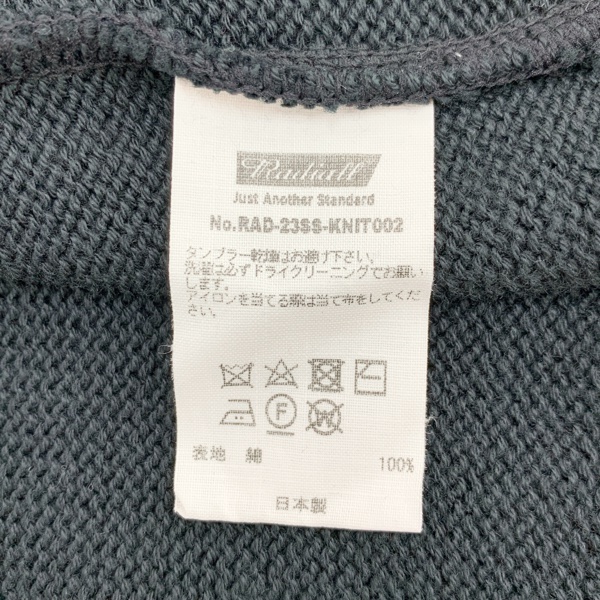 Radiall
Just Another Standard
No.RAD-23SS-KNIT002
タンブラー乾燥はお避け下さい。
洗濯は必ずドライクリーニングでお願い
します。
アイロンを当てる際は当て布をしてくだ
さい。
F W
表地 綿 100%
日本製